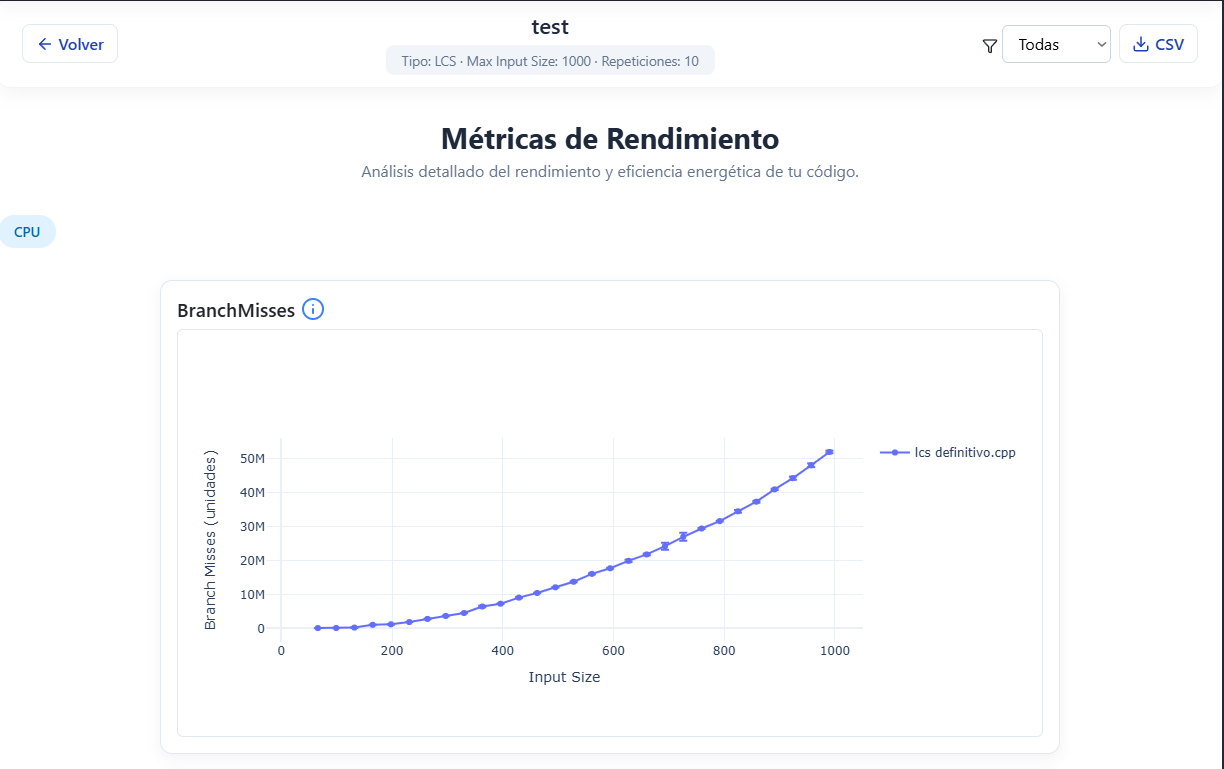 Volver
test
Tipo: LCS · Max Input Size: 1000 · Repeticiones: 10
Todas
CSV
Métricas de Rendimiento
Análisis detallado del rendimiento y eficiencia energética de tu código.
CPU
BranchMisses
Branch Misses (unidades)
50M
40M
30M
20M
10M
0
0
200
400
600
800
1000
Input Size
lcs definitivo.cpp